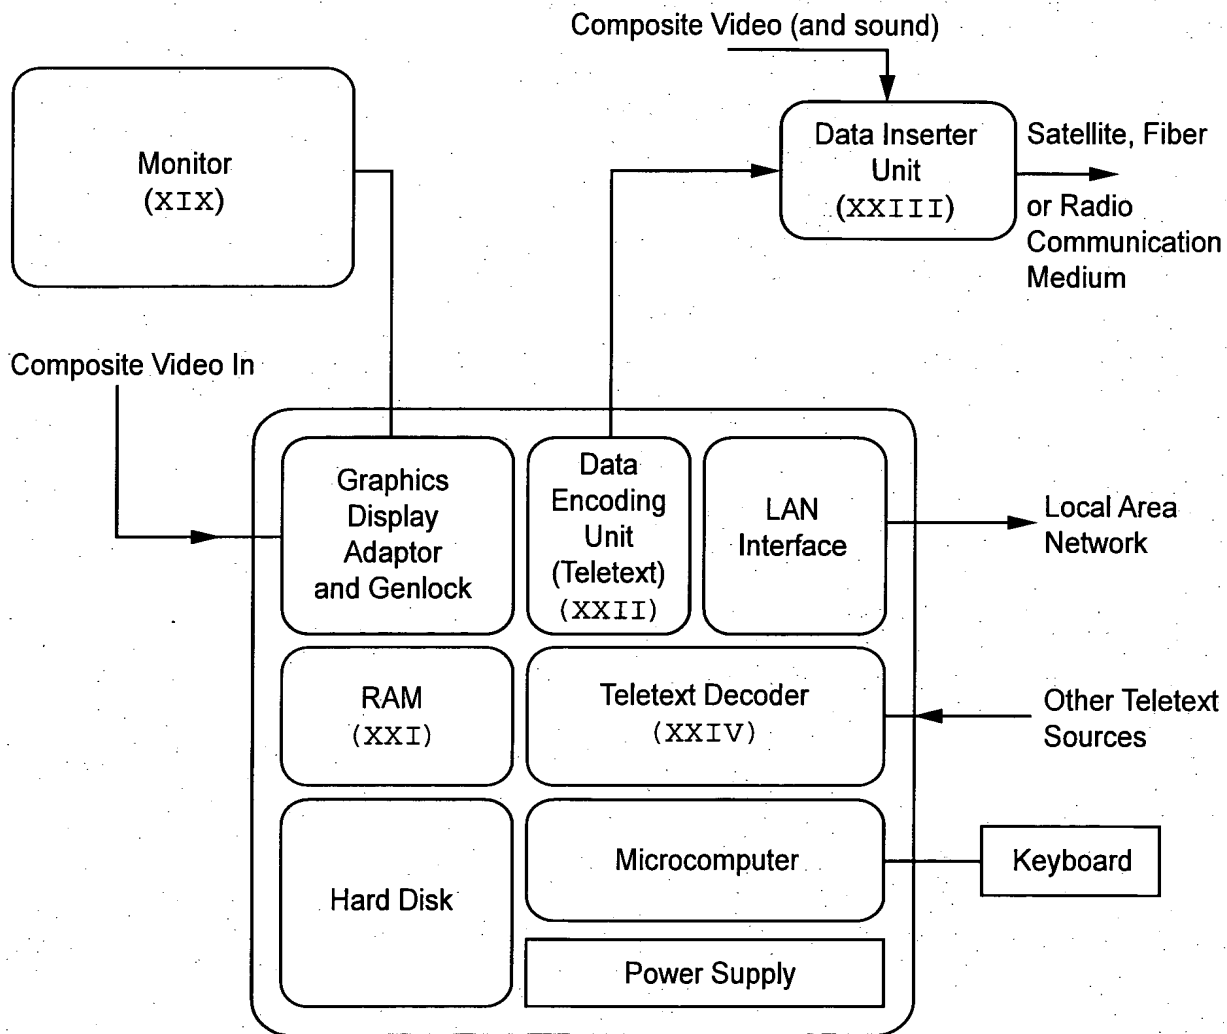 Composite Video (and sound)
Monitor
(XIX)
Data Inserter
Unit
(XXIII)
Satellite, Fiber
or Radio
Communication
Medium
Composite Video In
Graphics
Display
Adaptor
and Genlock
Data
Encoding
Unit
(Teletext)
(XXII)
LAN
Interface
Local Area
Network
RAM
(XXI)
Teletext Decoder
(XXIV)
Other Teletext
Sources
Hard Disk
Microcomputer
Keyboard
Power Supply